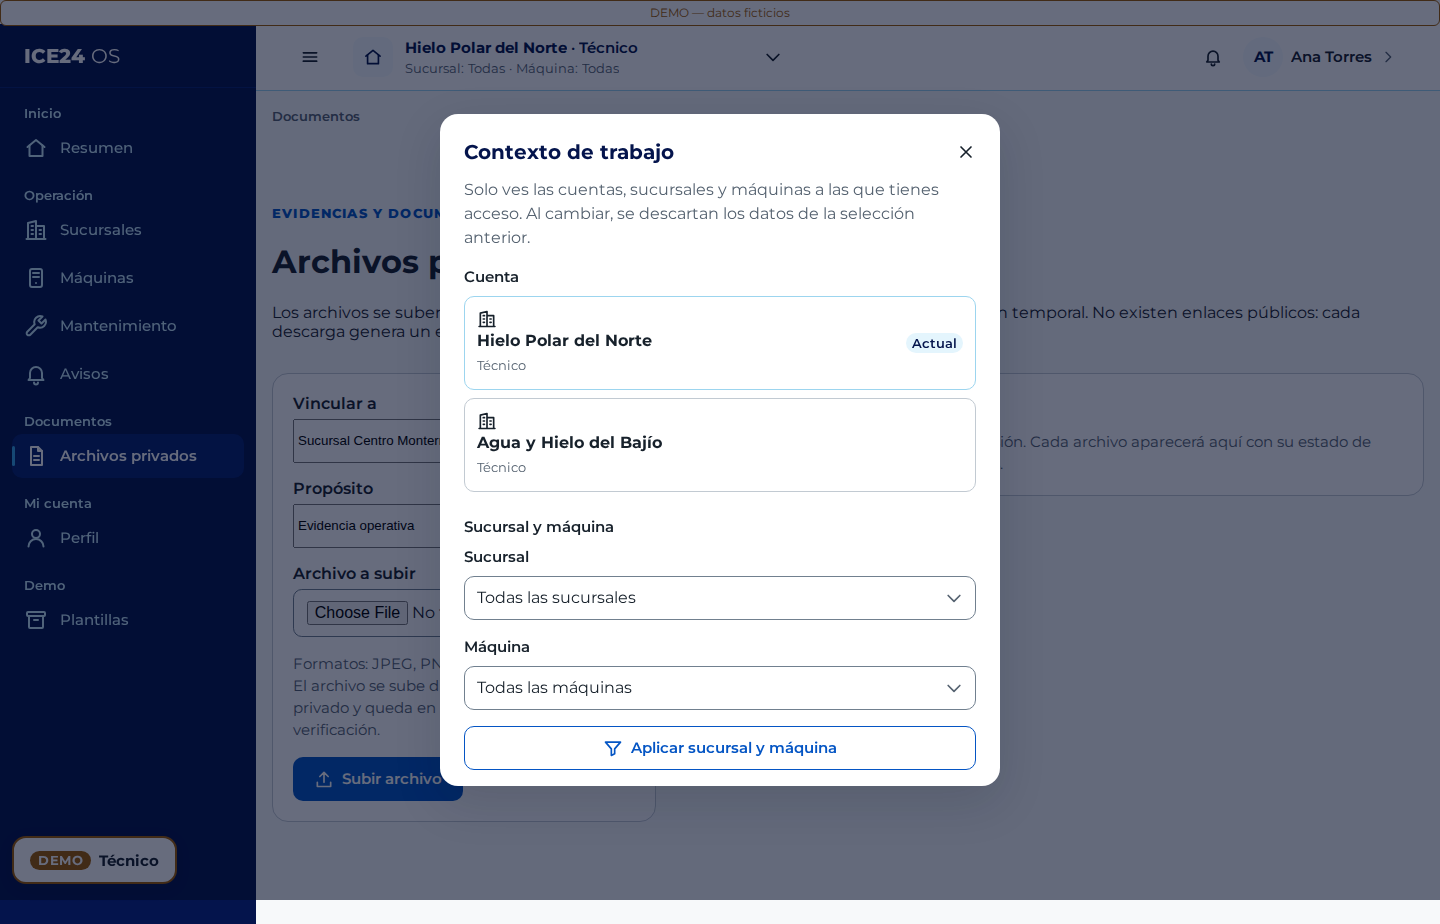 DEMO — datos ficticios
ICE24 OS
Hielo Polar del Norte · Técnico
Sucursal: Todas · Máquina: Todas
AT
Ana Torres
Inicio
Resumen
Operación
Sucursales
Máquinas
Mantenimiento
Avisos
Documentos
Archivos privados
Mi cuenta
Perfil
Demo
Plantillas
DEMO Técnico
Documentos
EVIDENCIAS Y
Archivos
Los archivos se suben temporal. No existen enlaces públicos: cada
descarga genera un
Vincular a
Sucursal Centro
Propósito
Evidencia operativa
Archivo a subir
Choose File No
Formatos: JPEG,
El archivo se sube
privado y queda en
verificación.
Subir archivo
Cada archivo aparecerá aquí con su estado de
Contexto de trabajo
Solo ves las cuentas, sucursales y máquinas a las que tienes
acceso. Al cambiar, se descartan los datos de la selección
anterior.
Cuenta
Hielo Polar del Norte
Técnico
Actual
Agua y Hielo del Bajío
Técnico
Sucursal y máquina
Sucursal
Todas las sucursales
Máquina
Todas las máquinas
Aplicar sucursal y máquina